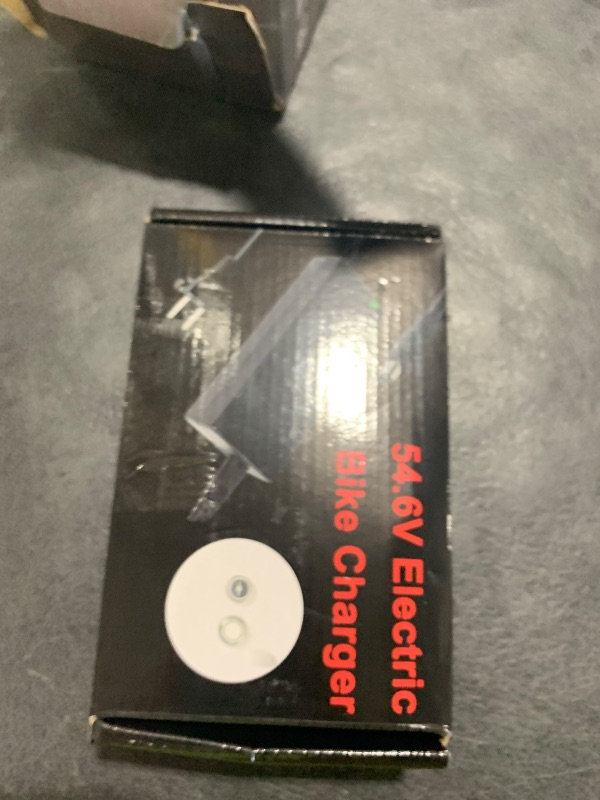 54.6V Electric
Bike Charger